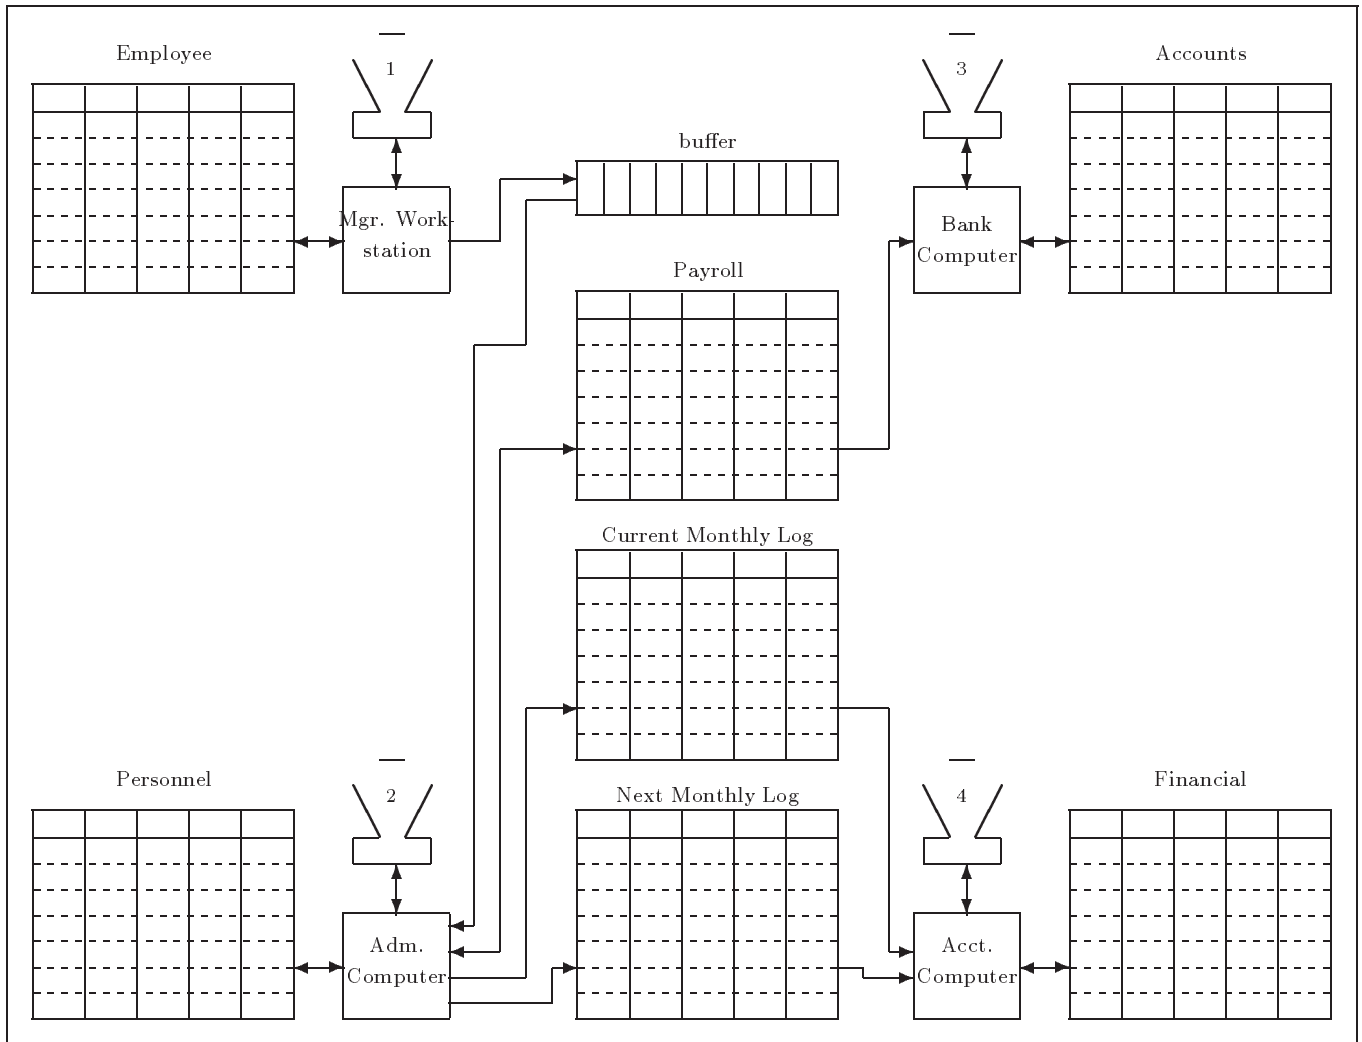 Employee
1
3
Accounts
buffer
Mgr. Work-
station
Bank
Computer
Payroll
Current Monthly Log
Personnel
2
Next Monthly Log
4
Financial
Adm.
Computer
Acct.
Computer